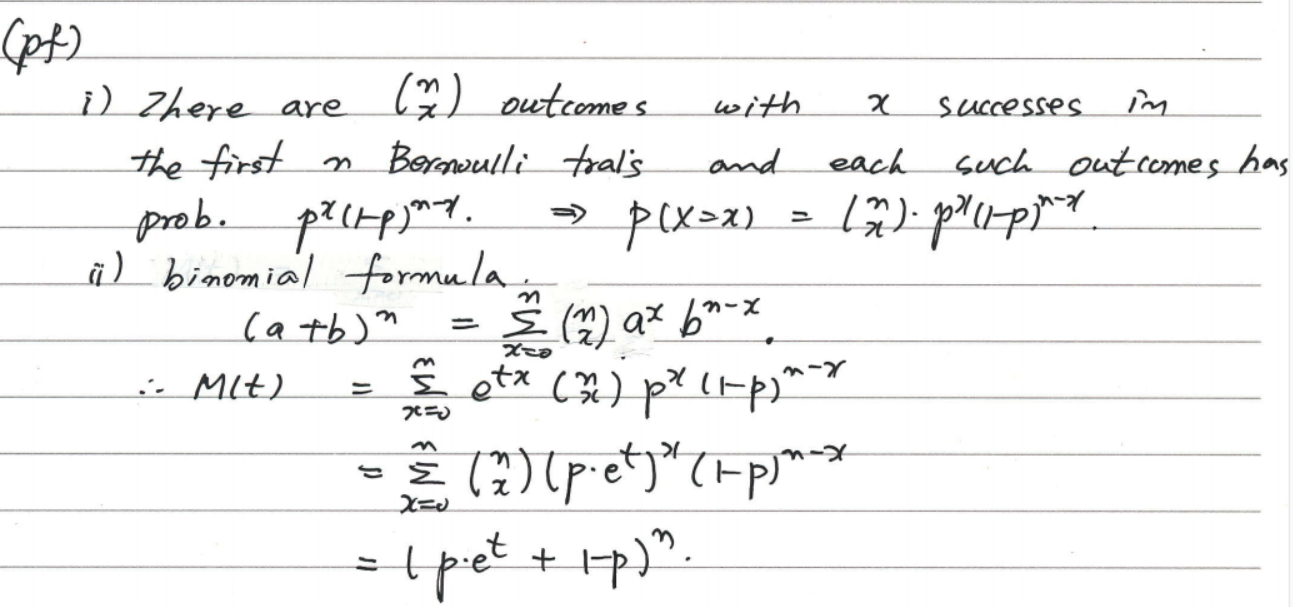 (pf)
i) There are (n x) outcomes with x successes in
the first n Bernoulli trals and each such outcomes has
prob. p^x(1-p)^{n-x}. ⇒ p(X=x) = (n x)· p^x(1-p)^{n-x}.
ii) binomial formula.
(a+b)^n = Σ_{x=0}^{n} (n x) a^x b^{n-x}.
∴ M(t) = Σ_{x=0}^{n} e^{tx} (n x) p^x (1-p)^{n-x}
= Σ_{x=0}^{n} (n x) (p·e^t)^x (1-p)^{n-x}
= (p·e^t + 1-p)^n.